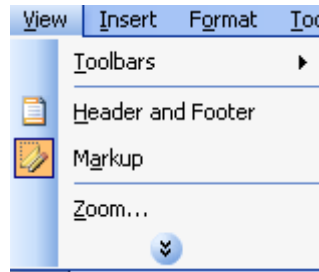 View Insert Format Too
Toolbars
Header and Footer
Markup
Zoom...